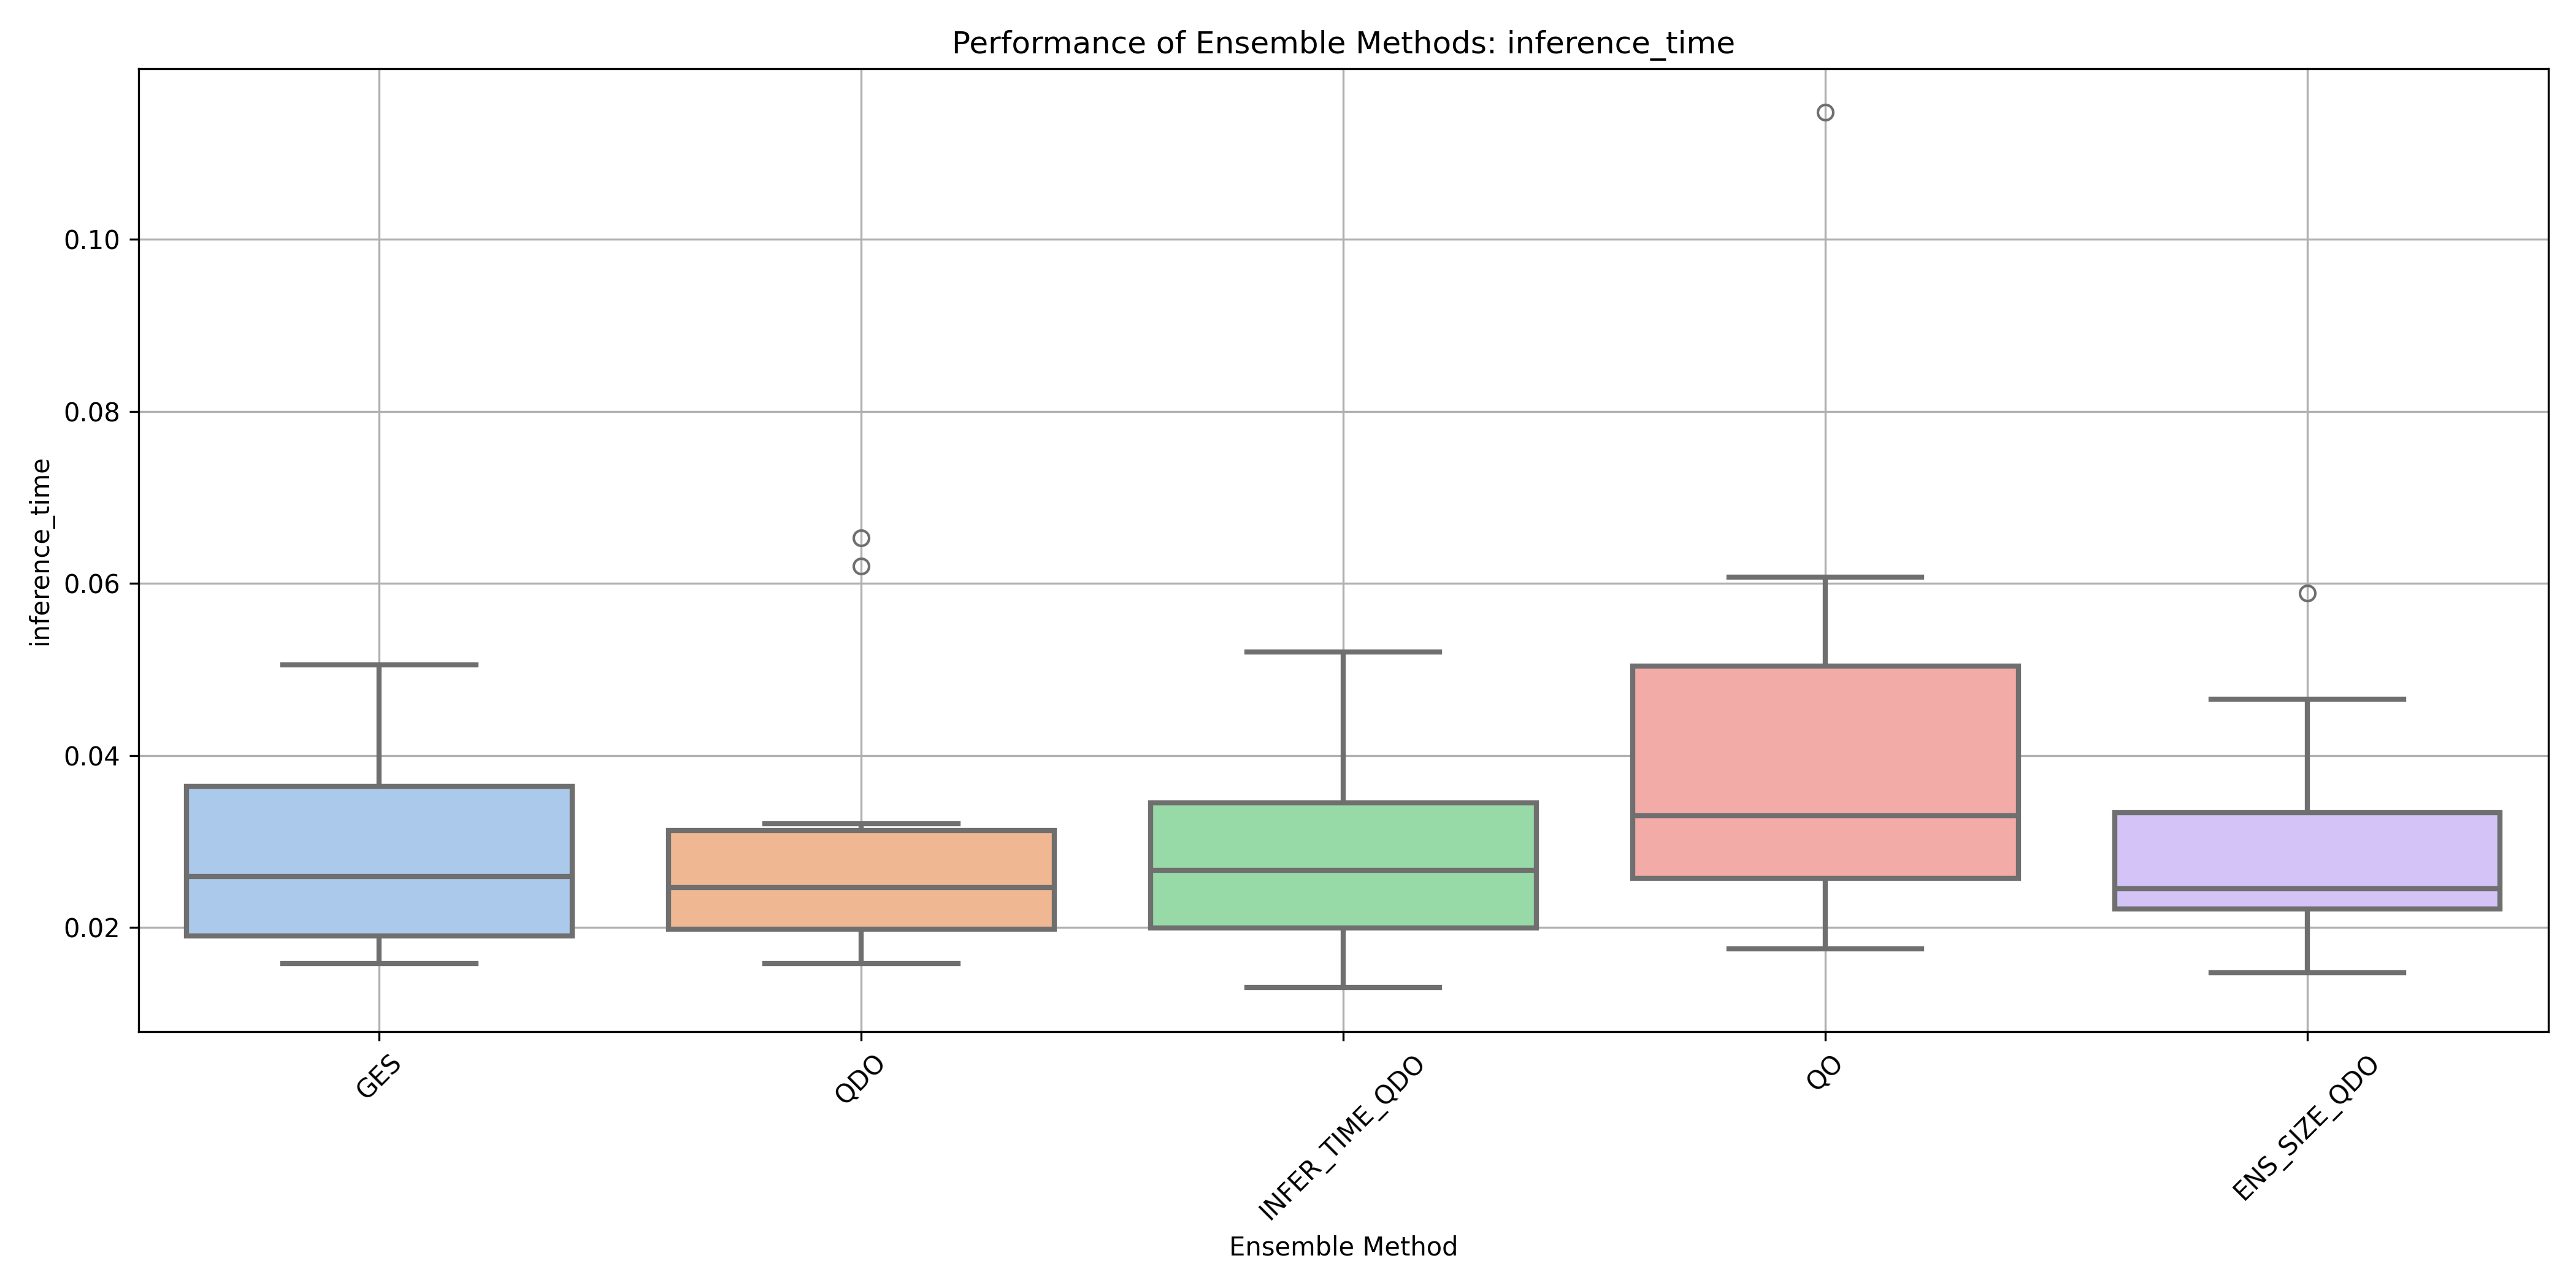 Performance of Ensemble Methods: inference_time
inference_time
0.10
0.08
0.06
0.04
0.02
GES
QDO
INFER_TIME_QDO
QO
ENS_SIZE_QDO
Ensemble Method